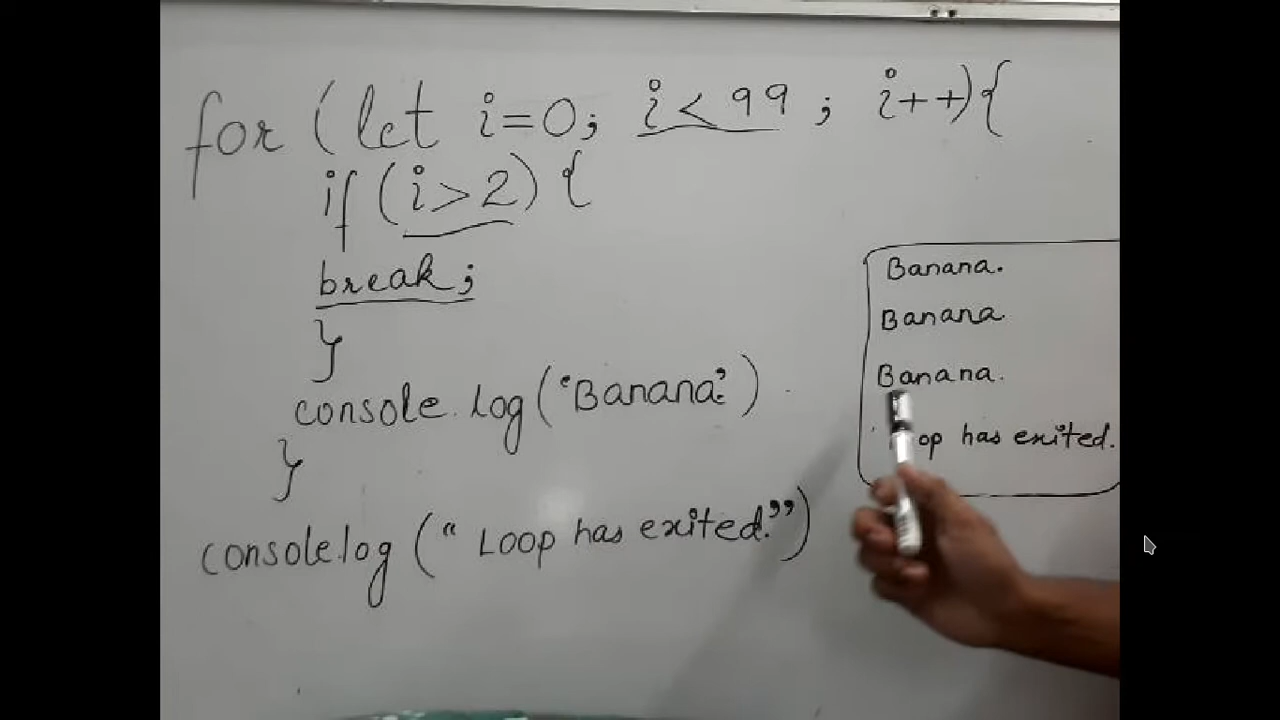 for (let i=0; i<99; i++){
if (i>2) {
break;
}
console.log('Banana.')
}
console.log("Loop has exited.")
Banana.
Banana.
Banana.
has exited.